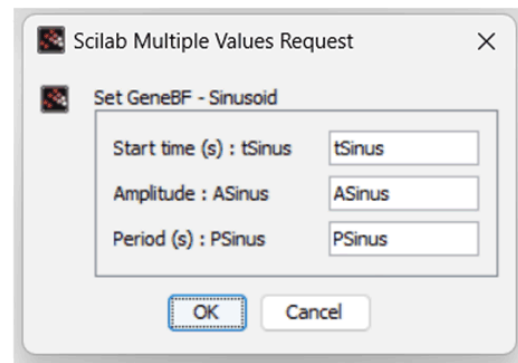 Scilab Multiple Values Request
Set GeneBF - Sinusoid
Start time (s) : tSinus tSinus
Amplitude : ASinus ASinus
Period (s) : PSinus PSinus
OK Cancel